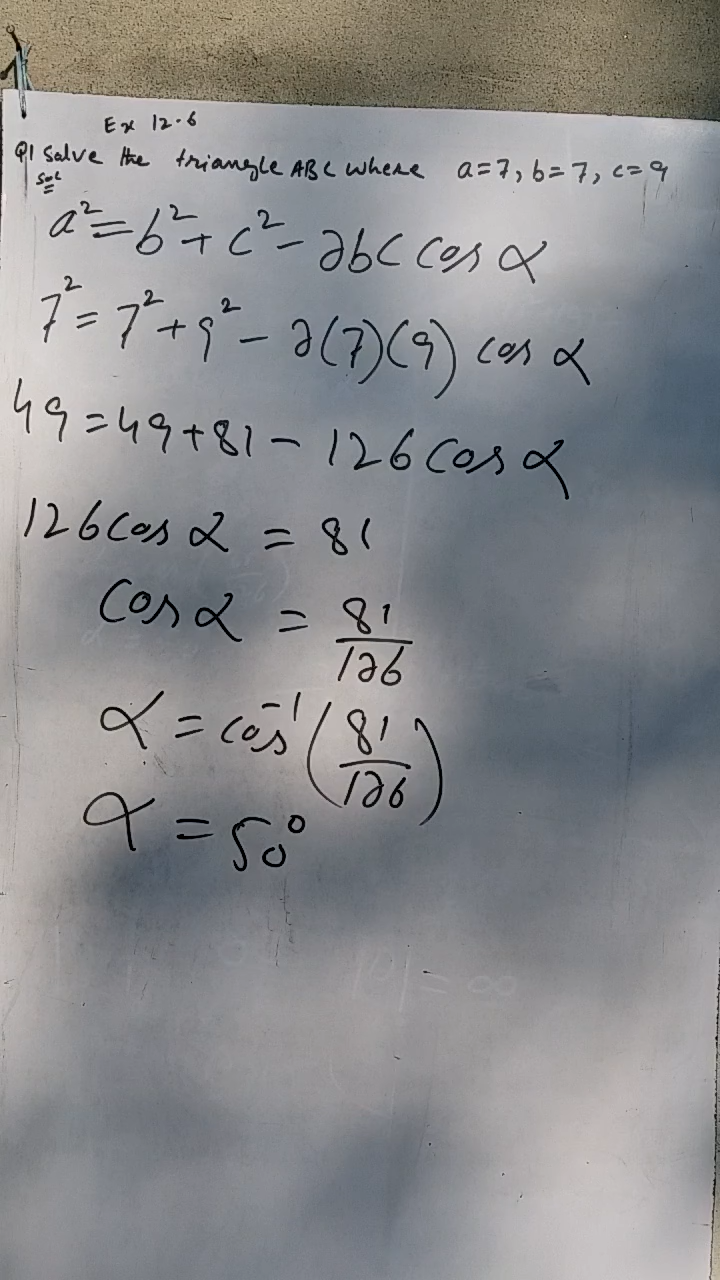 Ex 12.6
Q1 Solve the triangle ABC where a=7, b=7, c=9
Sol
a²=b²+c²-2bc cos α
7²=7²+9²-2(7)(9) cos α
49=49+81-126 cos α
126 cos α = 81
cos α = 81/126
α = cos⁻¹(81/126)
α = 50°